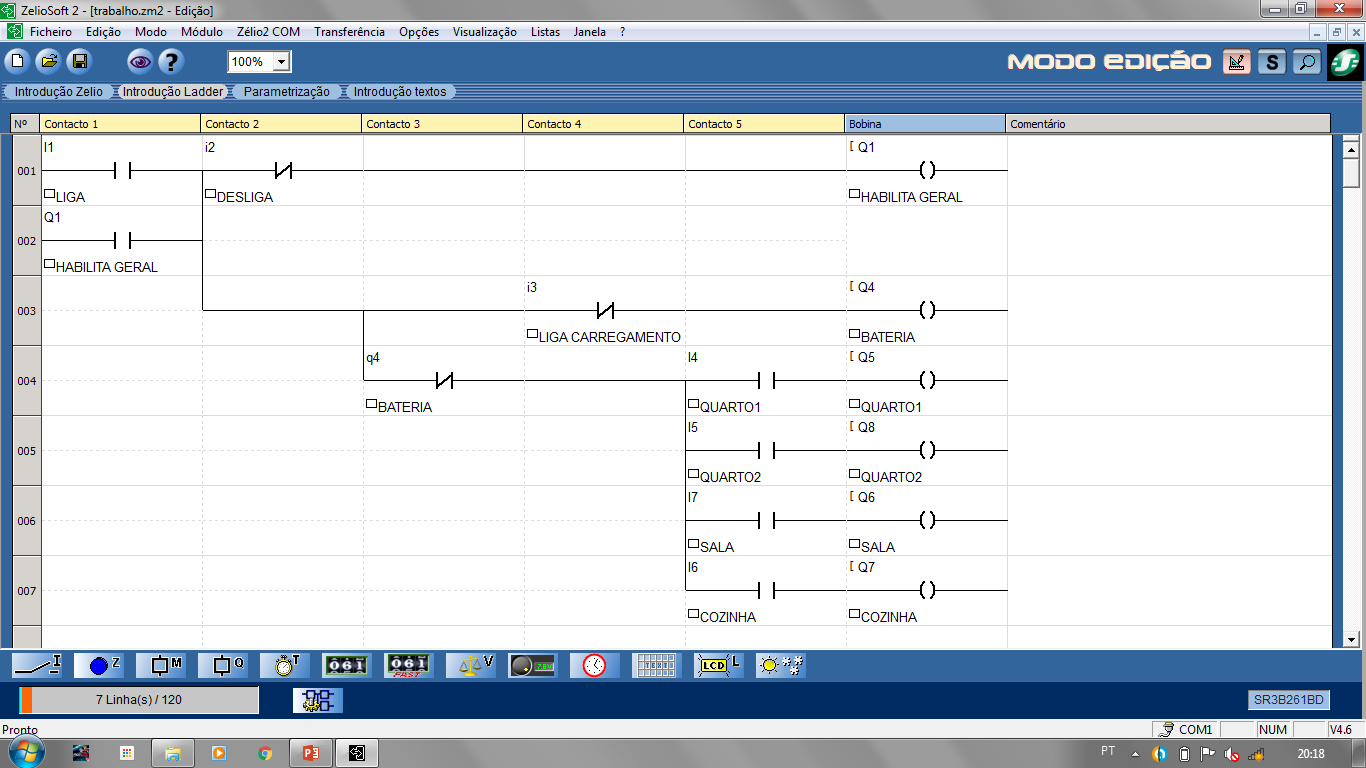 ZelioSoft 2 - [trabalho.zm2 - Edição]
Ficheiro Edição Modo Módulo Zélio2 COM Transferência Opções Visualização Listas Janela ?
100% MODO EDIÇÃO S
Introdução Zelio Introdução Ladder Parametrização Introdução textos
Nº Contacto 1 Contacto 2 Contacto 3 Contacto 4 Contacto 5 Bobina Comentário
I1 i2 [ Q1
001
LIGA DESLIGA HABILITA GERAL
Q1
002
HABILITA GERAL
i3 [ Q4
003
LIGA CARREGAMENTO BATERIA
q4 I4 [ Q5
004
BATERIA QUARTO1 QUARTO1
I5 [ Q8
005
QUARTO2 QUARTO2
I7 [ Q6
006
SALA SALA
I6 [ Q7
007
COZINHA COZINHA
I Z M Q T V TEXTE LCD L
PRST
7 Linha(s) / 120 SR3B261BD
Pronto COM1 NUM V4.6
PT 20:18